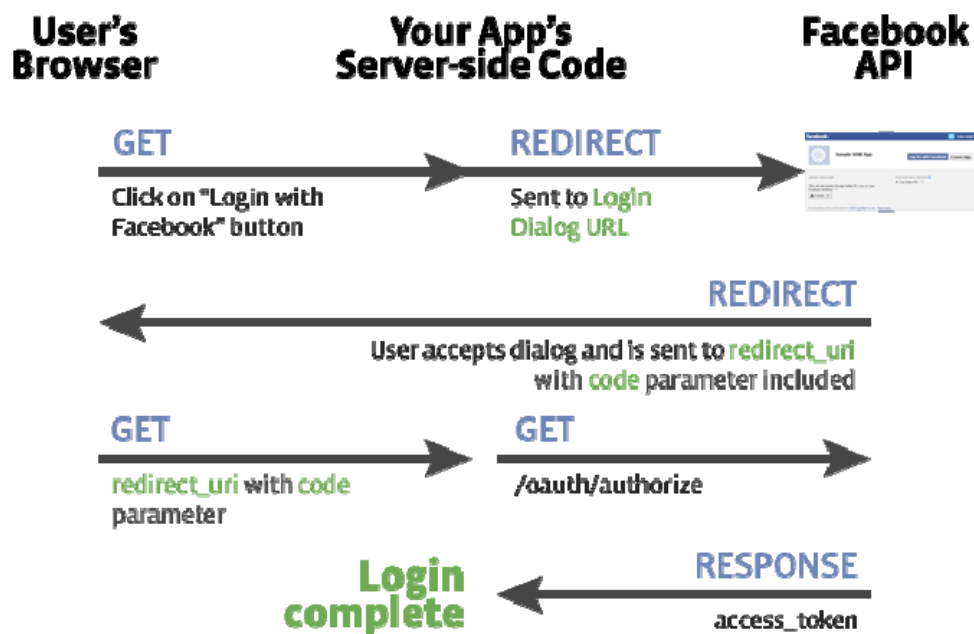 User's
Browser
Your App's
Server-side Code
Facebook
API
GET
REDIRECT
Click on "Login with
Facebook" button
Sent to Login
Dialog URL
REDIRECT
User accepts dialog and is sent to redirect_uri
with code parameter included
GET
GET
redirect_uri with code
parameter
/oauth/authorize
Login
complete
RESPONSE
access_token